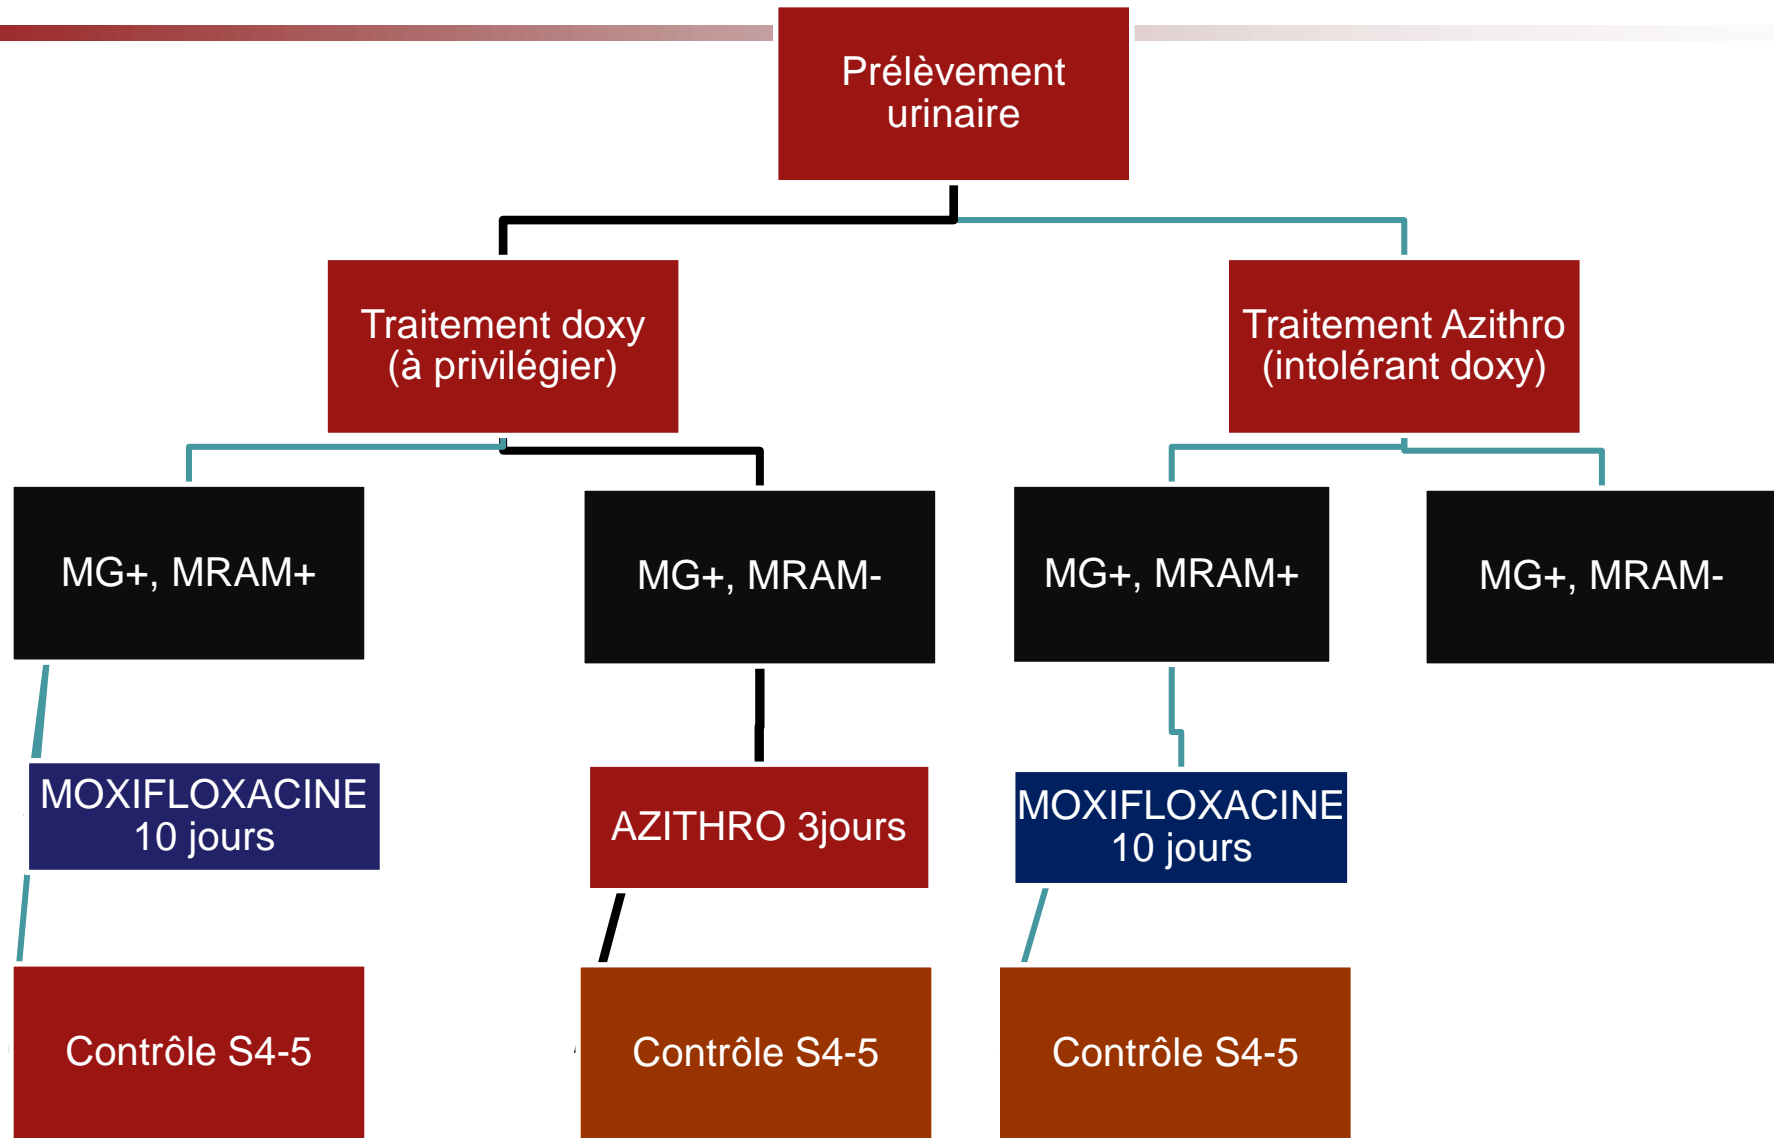 Prélèvement
urinaire
Traitement doxy
(à privilégier)
Traitement Azithro
(intolérant doxy)
MG+, MRAM+
MG+, MRAM-
MG+, MRAM+
MG+, MRAM-
MOXIFLOXACINE
10 jours
AZITHRO 3jours
MOXIFLOXACINE
10 jours
Contrôle S4-5
Contrôle S4-5
Contrôle S4-5